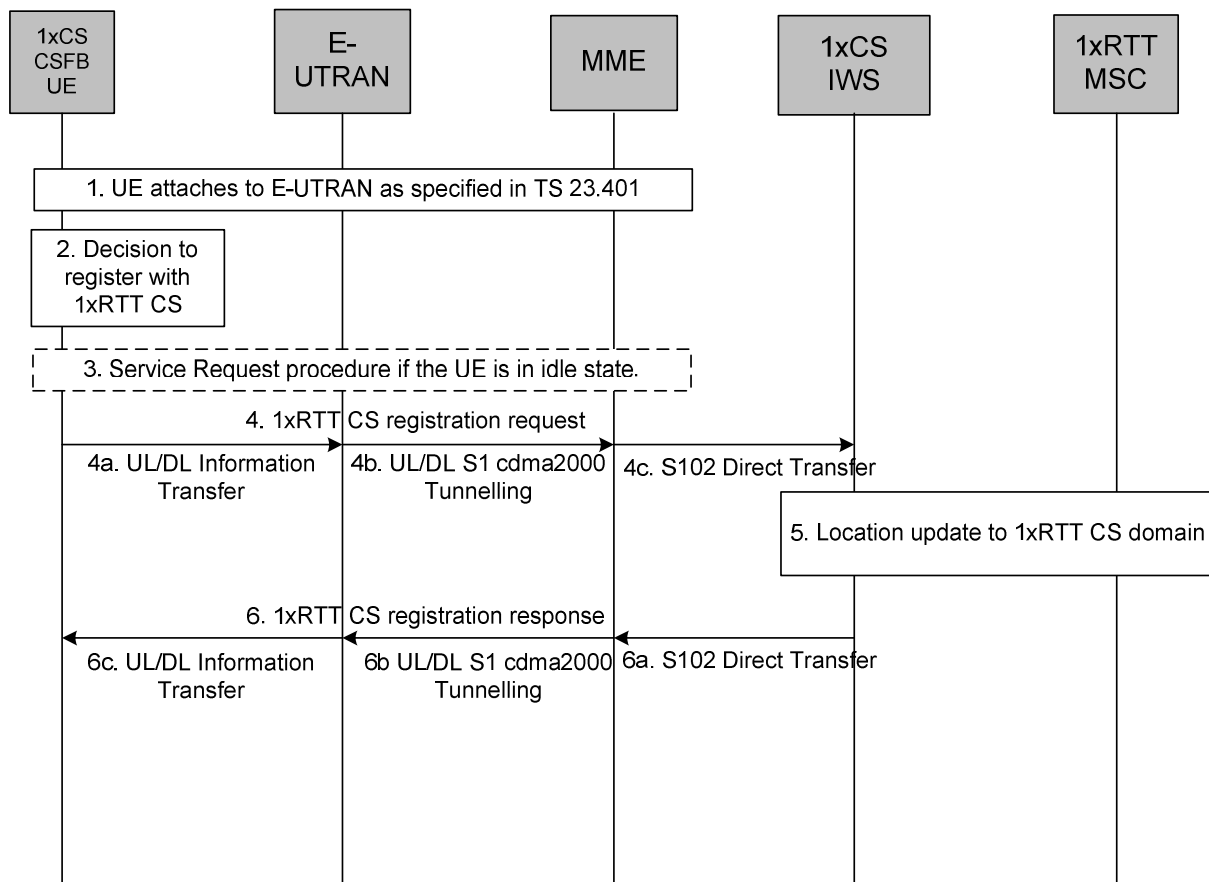 1xCS
CSFB
UE
E-
UTRAN
MME
1xCS
IWS
1xRTT
MSC
1. UE attaches to E-UTRAN as specified in TS 23.401
2. Decision to
register with
1xRTT CS
3. Service Request procedure if the UE is in idle state.
4. 1xRTT CS registration request
4a. UL/DL Information
Transfer
4b. UL/DL S1 cdma2000
Tunnelling
4c. S102 Direct Transfer
5. Location update to 1xRTT CS domain
6. 1xRTT CS registration response
6c. UL/DL Information
Transfer
6b UL/DL S1 cdma2000
Tunnelling
6a. S102 Direct Transfer